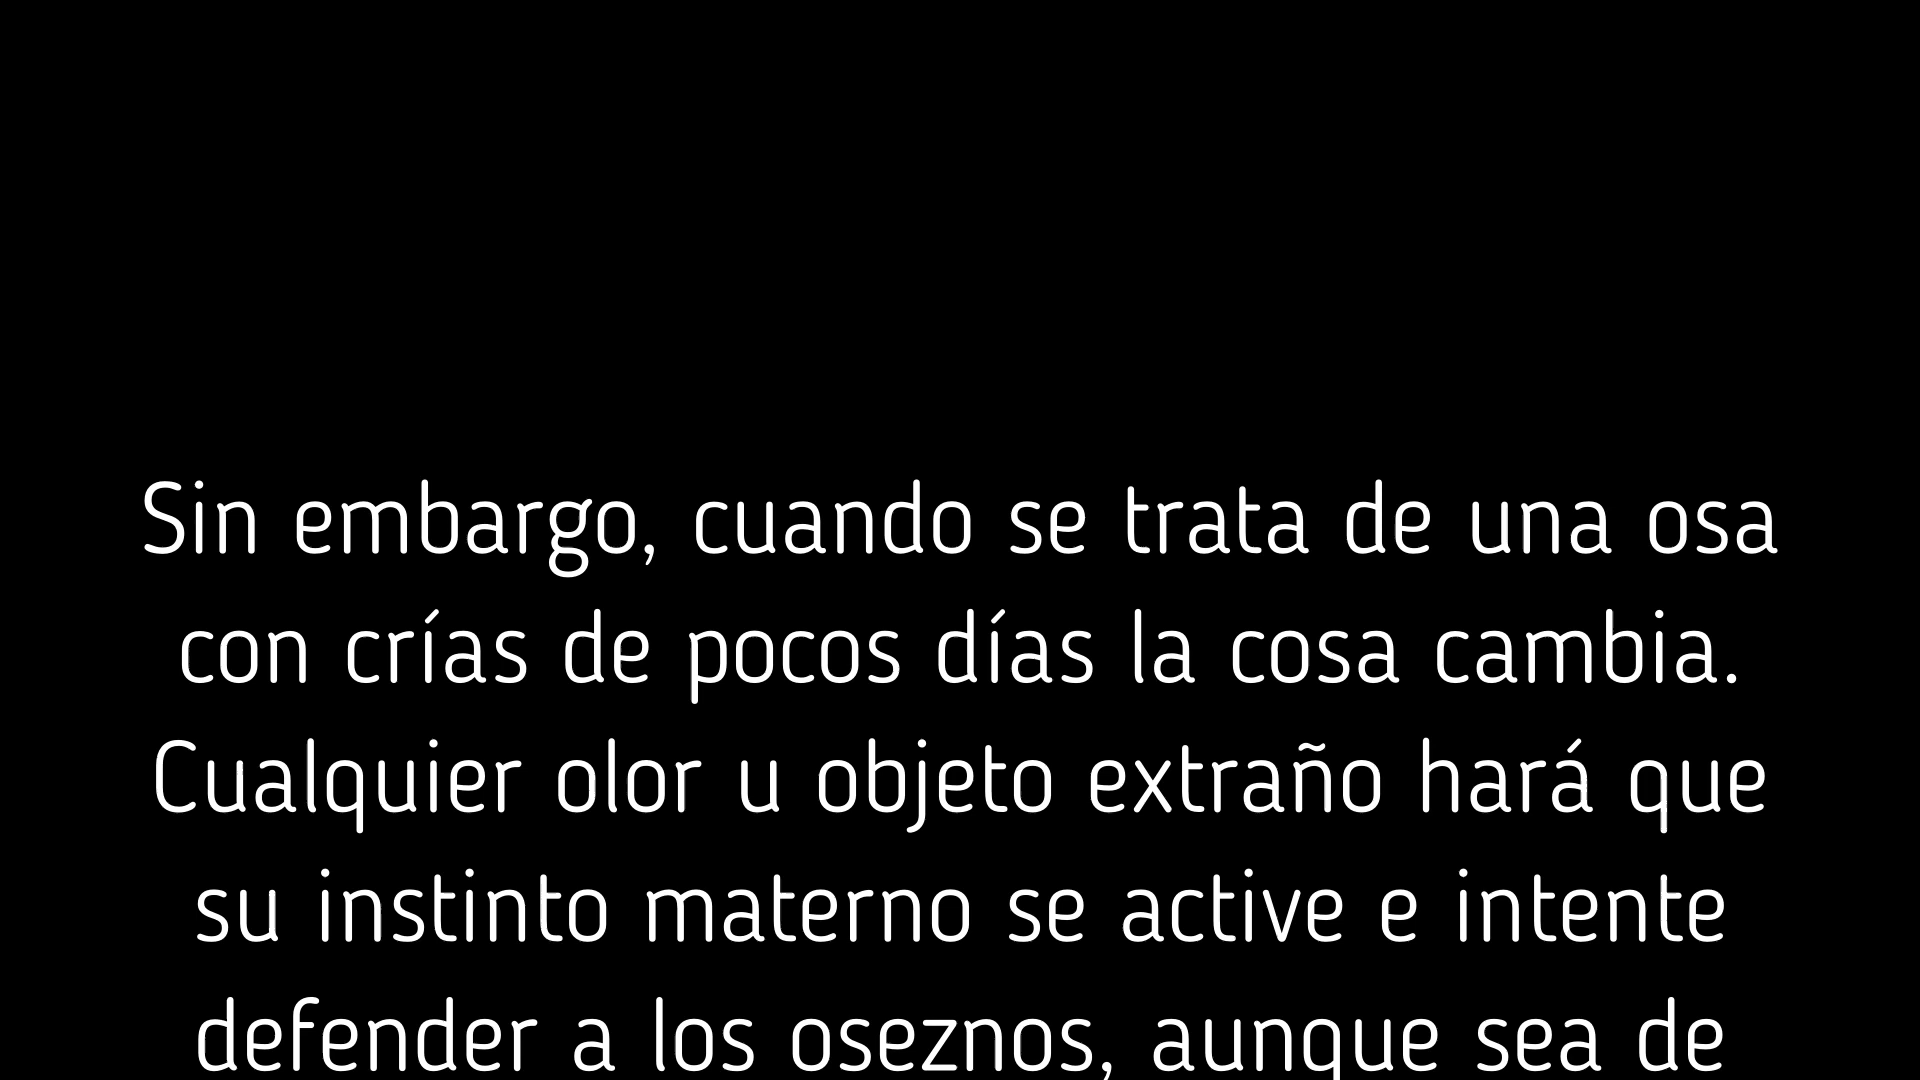 Sin embargo, cuando se trata de una osa
con crías de pocos días la cosa cambia.
Cualquier olor u objeto extraño hará que
su instinto materno se active e intente
defender a los oseznos, aunque sea de